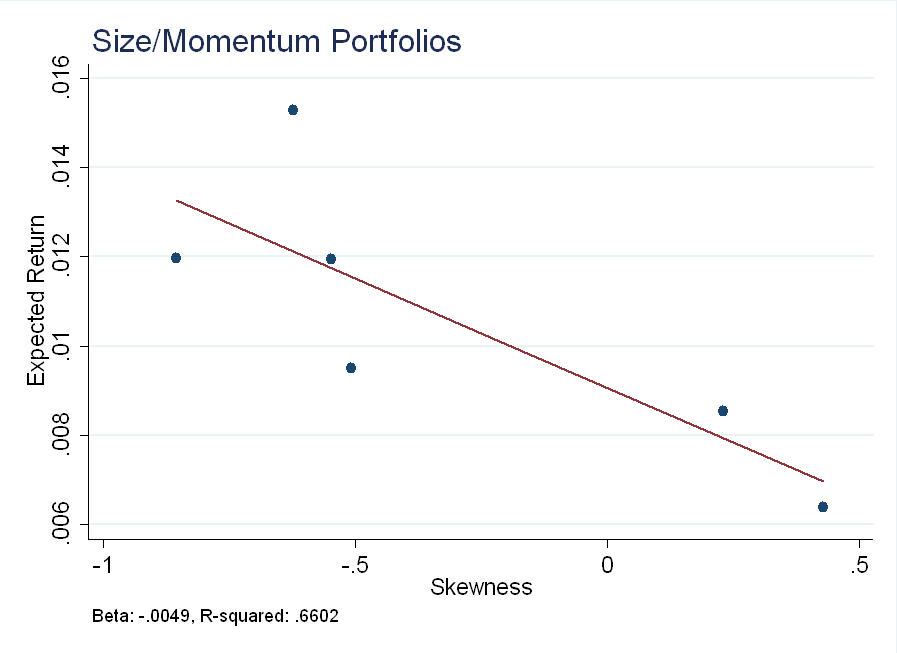 Size/Momentum Portfolios
Expected Return
.016
.014
.012
.01
.008
.006
-1
-.5
0
.5
Skewness
Beta: -.0049, R-squared: .6602